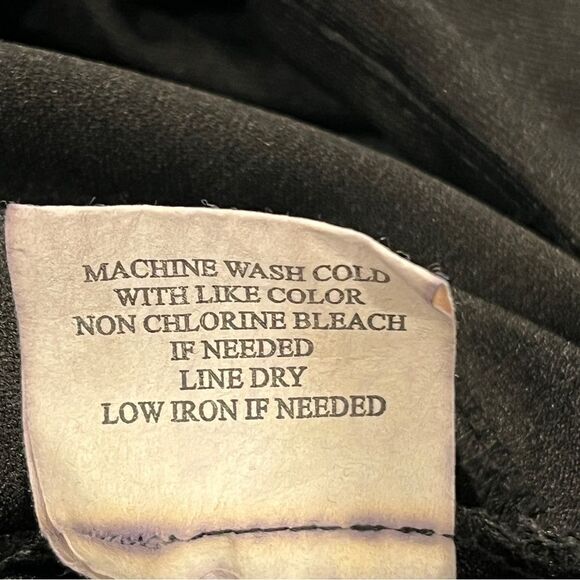 MACHINE WASH COLD
WITH LIKE COLOR
NON CHLORINE BLEACH
IF NEEDED
LINE DRY
LOW IRON IF NEEDED